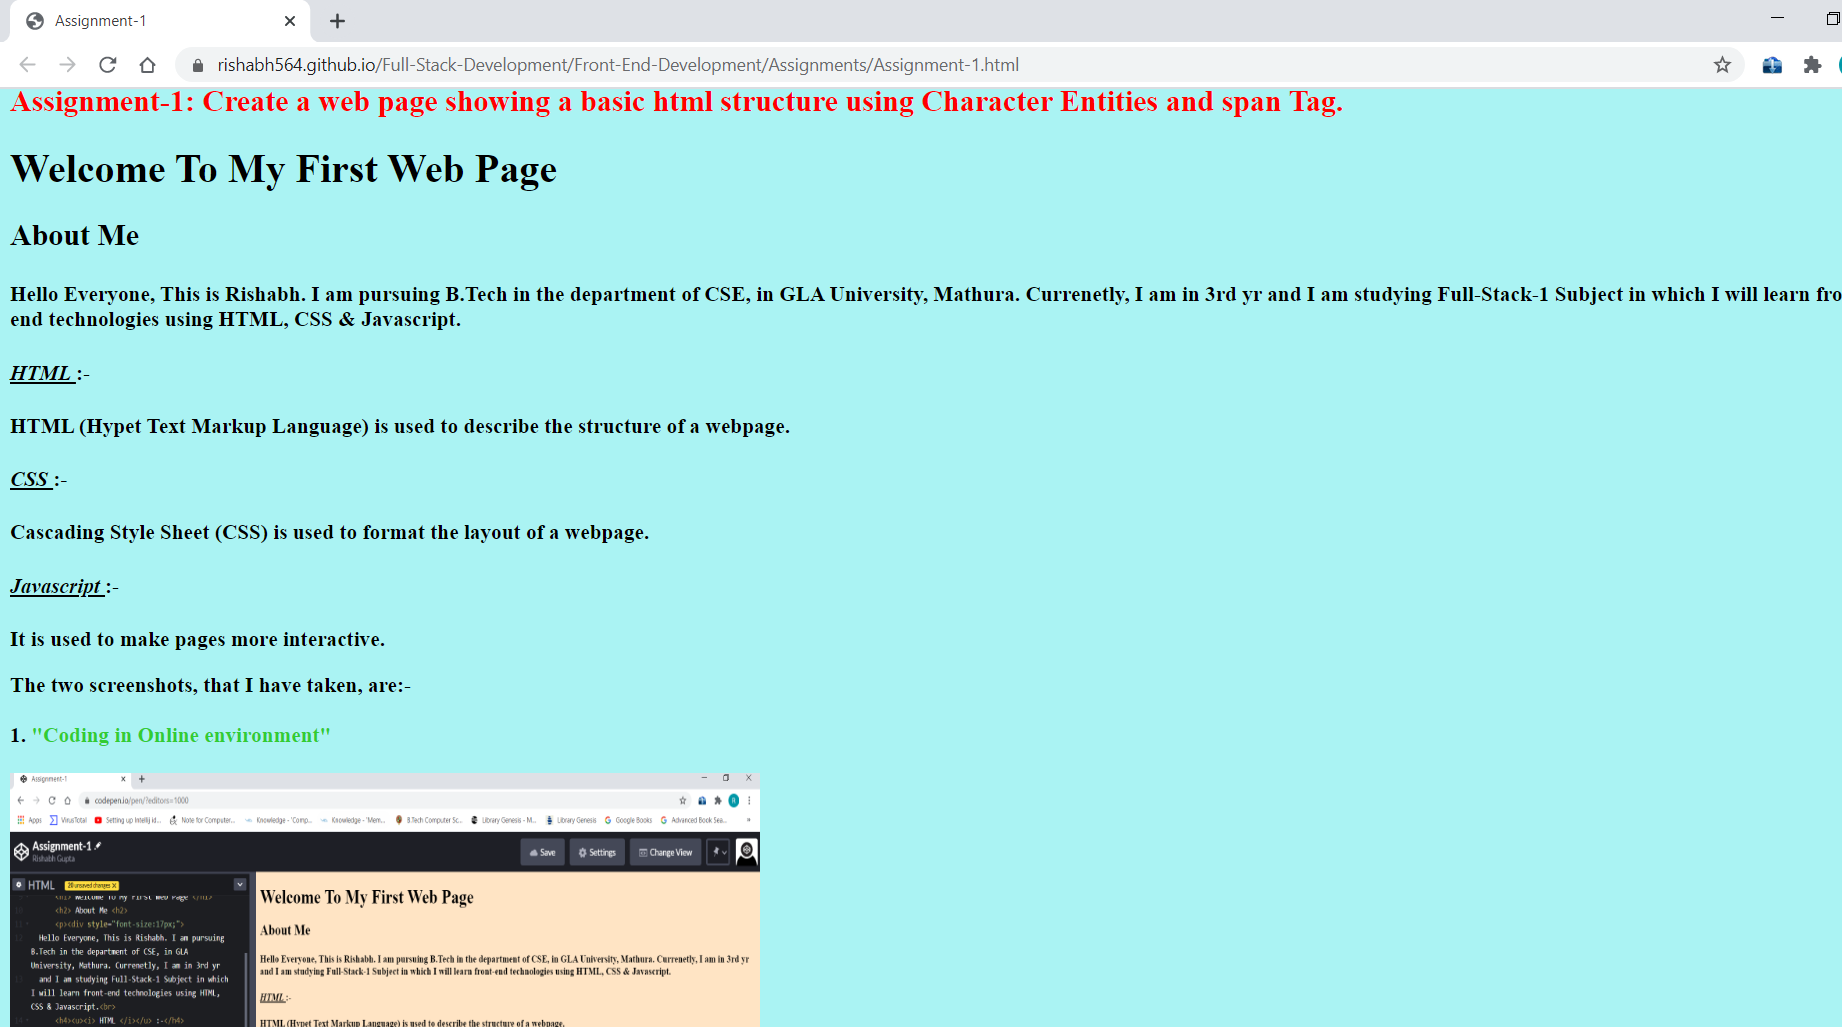 Assignment-1
rishabh564.github.io/Full-Stack-Development/Front-End-Development/Assignments/Assignment-1.html
Assignment-1: Create a web page showing a basic html structure using Character Entities and span Tag.
Welcome To My First Web Page
About Me
Hello Everyone, This is Rishabh. I am pursuing B.Tech in the department of CSE, in GLA University, Mathura. Currenetly, I am in 3rd yr and I am studying Full-Stack-1 Subject in which I will learn fro
end technologies using HTML, CSS & Javascript.
HTML :-
HTML (Hypet Text Markup Language) is used to describe the structure of a webpage.
CSS :-
Cascading Style Sheet (CSS) is used to format the layout of a webpage.
Javascript :-
It is used to make pages more interactive.
The two screenshots, that I have taken, are:-
1. "Coding in Online environment"
Assignment-1
codepen.io/pen/?editors=1000
Apps VirusTotal Setting up Intellij id... Note for Computer... Knowledge - 'Comp... Knowledge - 'Mem... B.Tech Computer Sc... Library Genesis - M... Library Genesis Google Books Advanced Book Sea... »
Assignment-1
Rishabh Gupta
Save Settings Change View
HTML 20 unsaved changes X
<h1> Welcome To My First Web Page </h1>
<h2> About Me <h2>
<p><div style="font-size:17px;">
Hello Everyone, This is Rishabh. I am pursuing
B.Tech in the department of CSE, in GLA
University, Mathura. Currenetly, I am in 3rd yr
and I am studying Full-Stack-1 Subject in which
I will learn front-end technologies using HTML,
CSS & Javascript.<br>
<h4><u><i> HTML </i></u> :-</h4>
Welcome To My First Web Page
About Me
Hello Everyone, This is Rishabh. I am pursuing B.Tech in the department of CSE, in GLA University, Mathura. Currenetly, I am in 3rd yr
and I am studying Full-Stack-1 Subject in which I will learn front-end technologies using HTML, CSS & Javascript.
HTML :-
HTML (Hypet Text Markup Language) is used to describe the structure of a webpage.